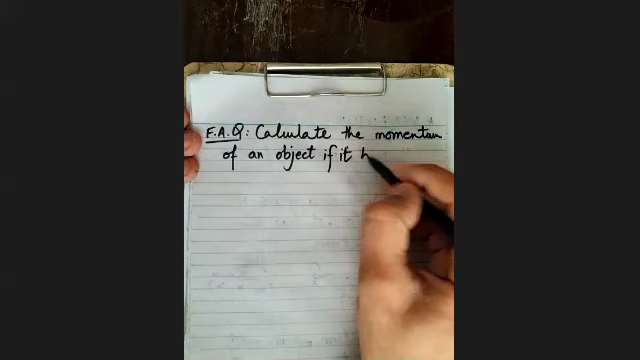 F.A.Q: Calculate the momentum
of an object if it h